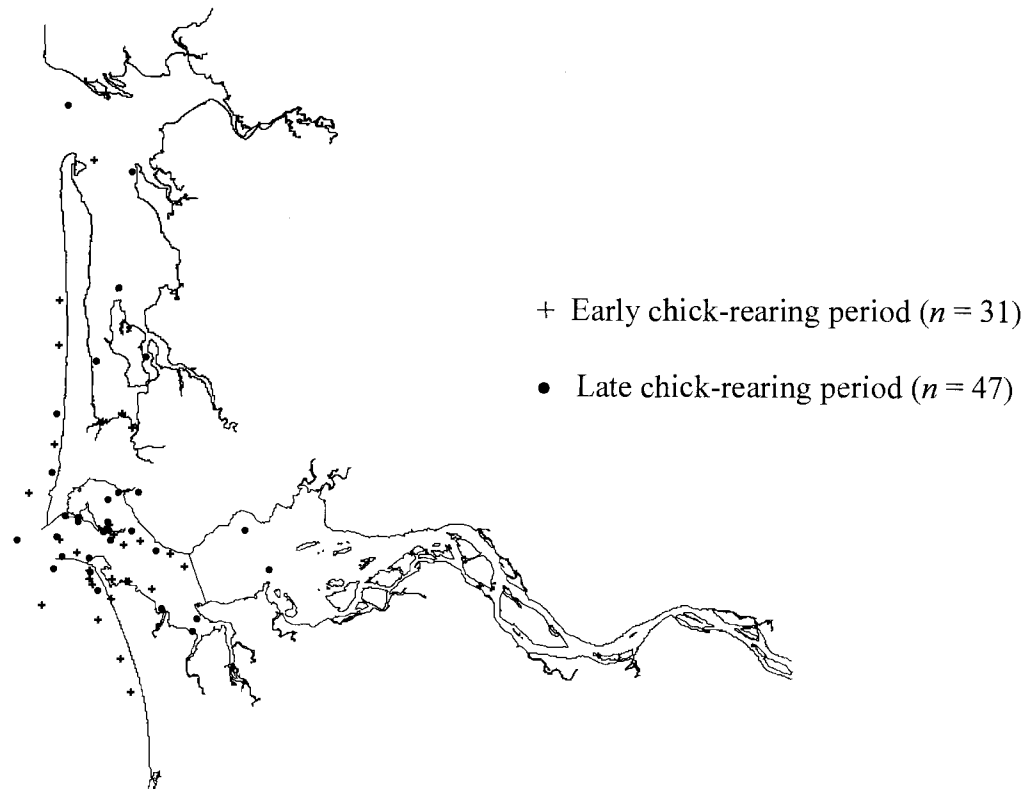 + Early chick-rearing period (n = 31)
• Late chick-rearing period (n = 47)